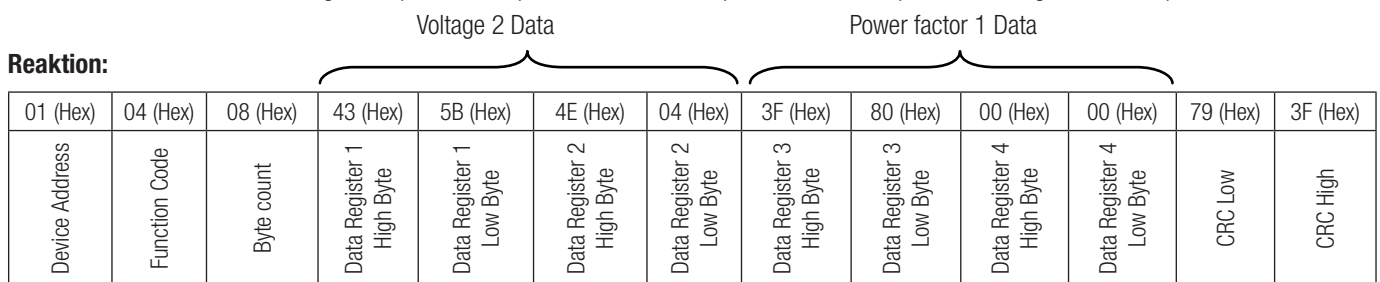 Voltage 2 Data Power factor 1 Data
Reaktion:
01 (Hex) 04 (Hex) 08 (Hex) 43 (Hex) 5B (Hex) 4E (Hex) 04 (Hex) 3F (Hex) 80 (Hex) 00 (Hex) 00 (Hex) 79 (Hex) 3F (Hex)
Device Address
Function Code
Byte count
Data Register 1
High Byte
Data Register 1
Low Byte
Data Register 2
High Byte
Data Register 2
Low Byte
Data Register 3
High Byte
Data Register 3
Low Byte
Data Register 4
High Byte
Data Register 4
Low Byte
CRC Low
CRC High